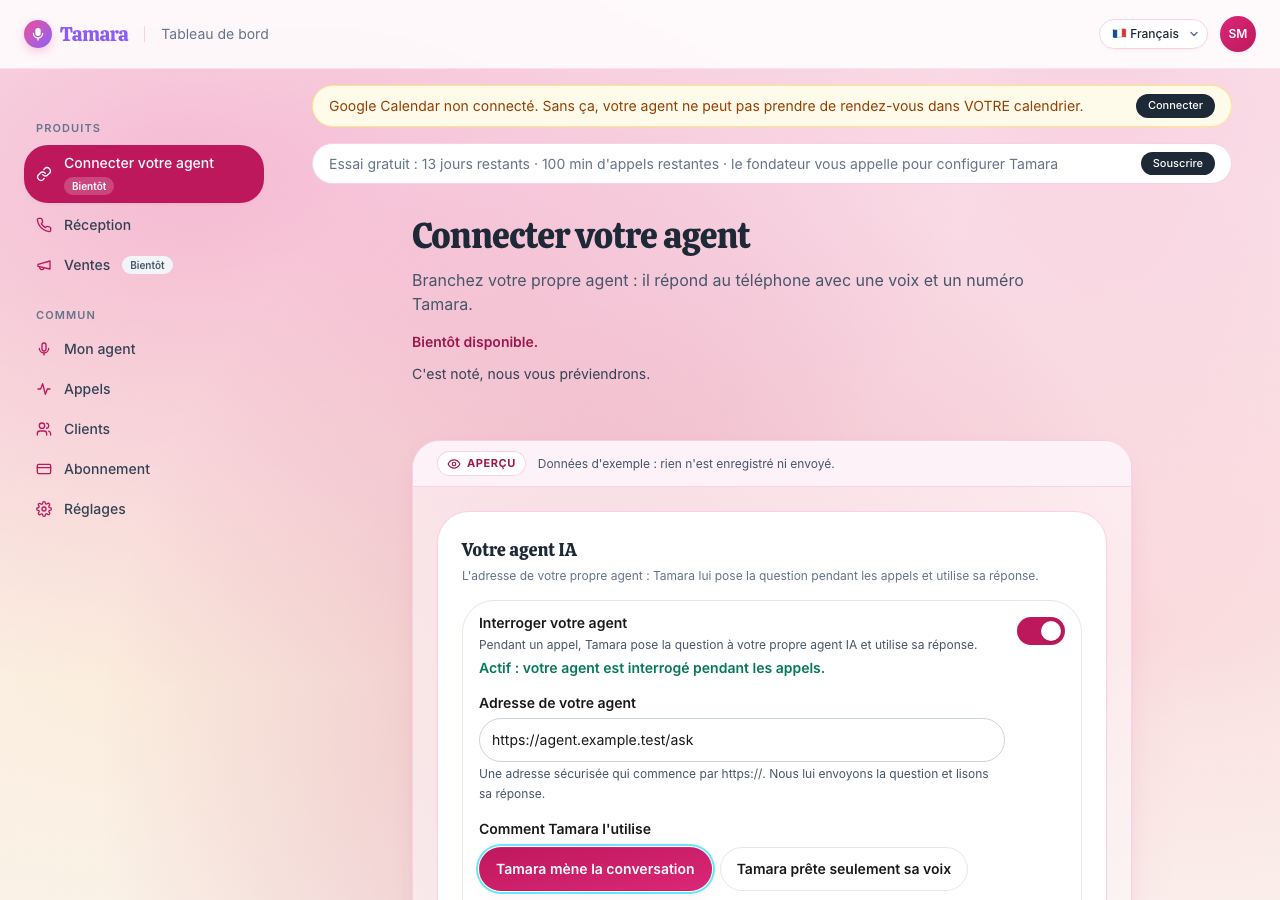 Tamara
Tableau de bord
Français
SM
Google Calendar non connecté. Sans ça, votre agent ne peut pas prendre de rendez-vous dans VOTRE calendrier.
Connecter
Essai gratuit : 13 jours restants · 100 min d'appels restantes · le fondateur vous appelle pour configurer Tamara
Souscrire
PRODUITS
Connecter votre agent
Bientôt
Réception
Ventes
Bientôt
COMMUN
Mon agent
Appels
Clients
Abonnement
Réglages
Connecter votre agent
Branchez votre propre agent : il répond au téléphone avec une voix et un numéro
Tamara.
Bientôt disponible.
C'est noté, nous vous préviendrons.
APERÇU
Données d'exemple : rien n'est enregistré ni envoyé.
Votre agent IA
L'adresse de votre propre agent : Tamara lui pose la question pendant les appels et utilise sa réponse.
Interroger votre agent
Pendant un appel, Tamara pose la question à votre propre agent IA et utilise sa réponse.
Actif : votre agent est interrogé pendant les appels.
Adresse de votre agent
https://agent.example.test/ask
Une adresse sécurisée qui commence par https://. Nous lui envoyons la question et lisons
sa réponse.
Comment Tamara l'utilise
Tamara mène la conversation
Tamara prête seulement sa voix